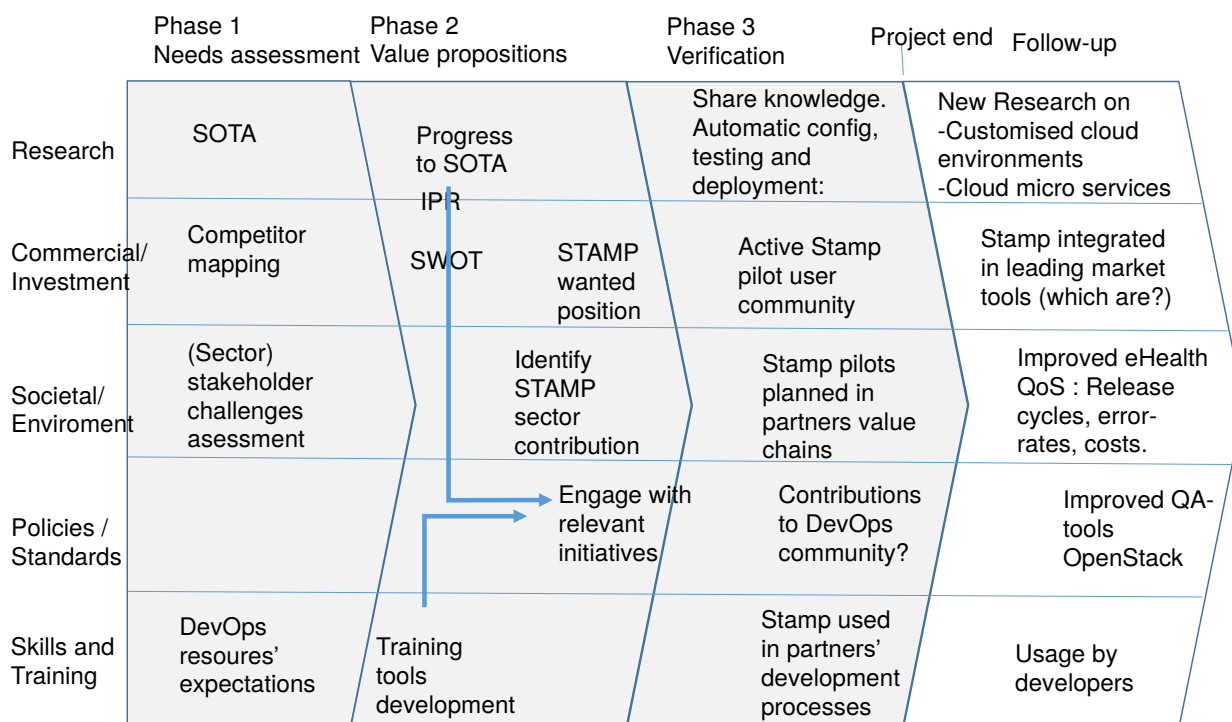 Phase 1
Needs assessment
Phase 2
Value propositions
Phase 3
Verification
Project end
Follow-up
Research
SOTA
Progress
to SOTA
IPR
Share knowledge.
Automatic config,
testing and
deployment:
New Research on
-Customised cloud
environments
-Cloud micro services
Commercial/
Investment
Competitor
mapping
SWOT
STAMP
wanted
position
Active Stamp
pilot user
community
Stamp integrated
in leading market
tools (which are?)
Societal/
Enviroment
(Sector)
stakeholder
challenges
asessment
Identify
STAMP
sector
contribution
Stamp pilots
planned in
partners value
chains
Improved eHealth
QoS : Release
cycles, error-
rates, costs.
Policies /
Standards
Engage with
relevant
initiatives
Contributions
to DevOps
community?
Improved QA-
tools
OpenStack
Skills and
Training
DevOps
resoures’
expectations
Training
tools
development
Stamp used
in partners’
development
processes
Usage by
developers